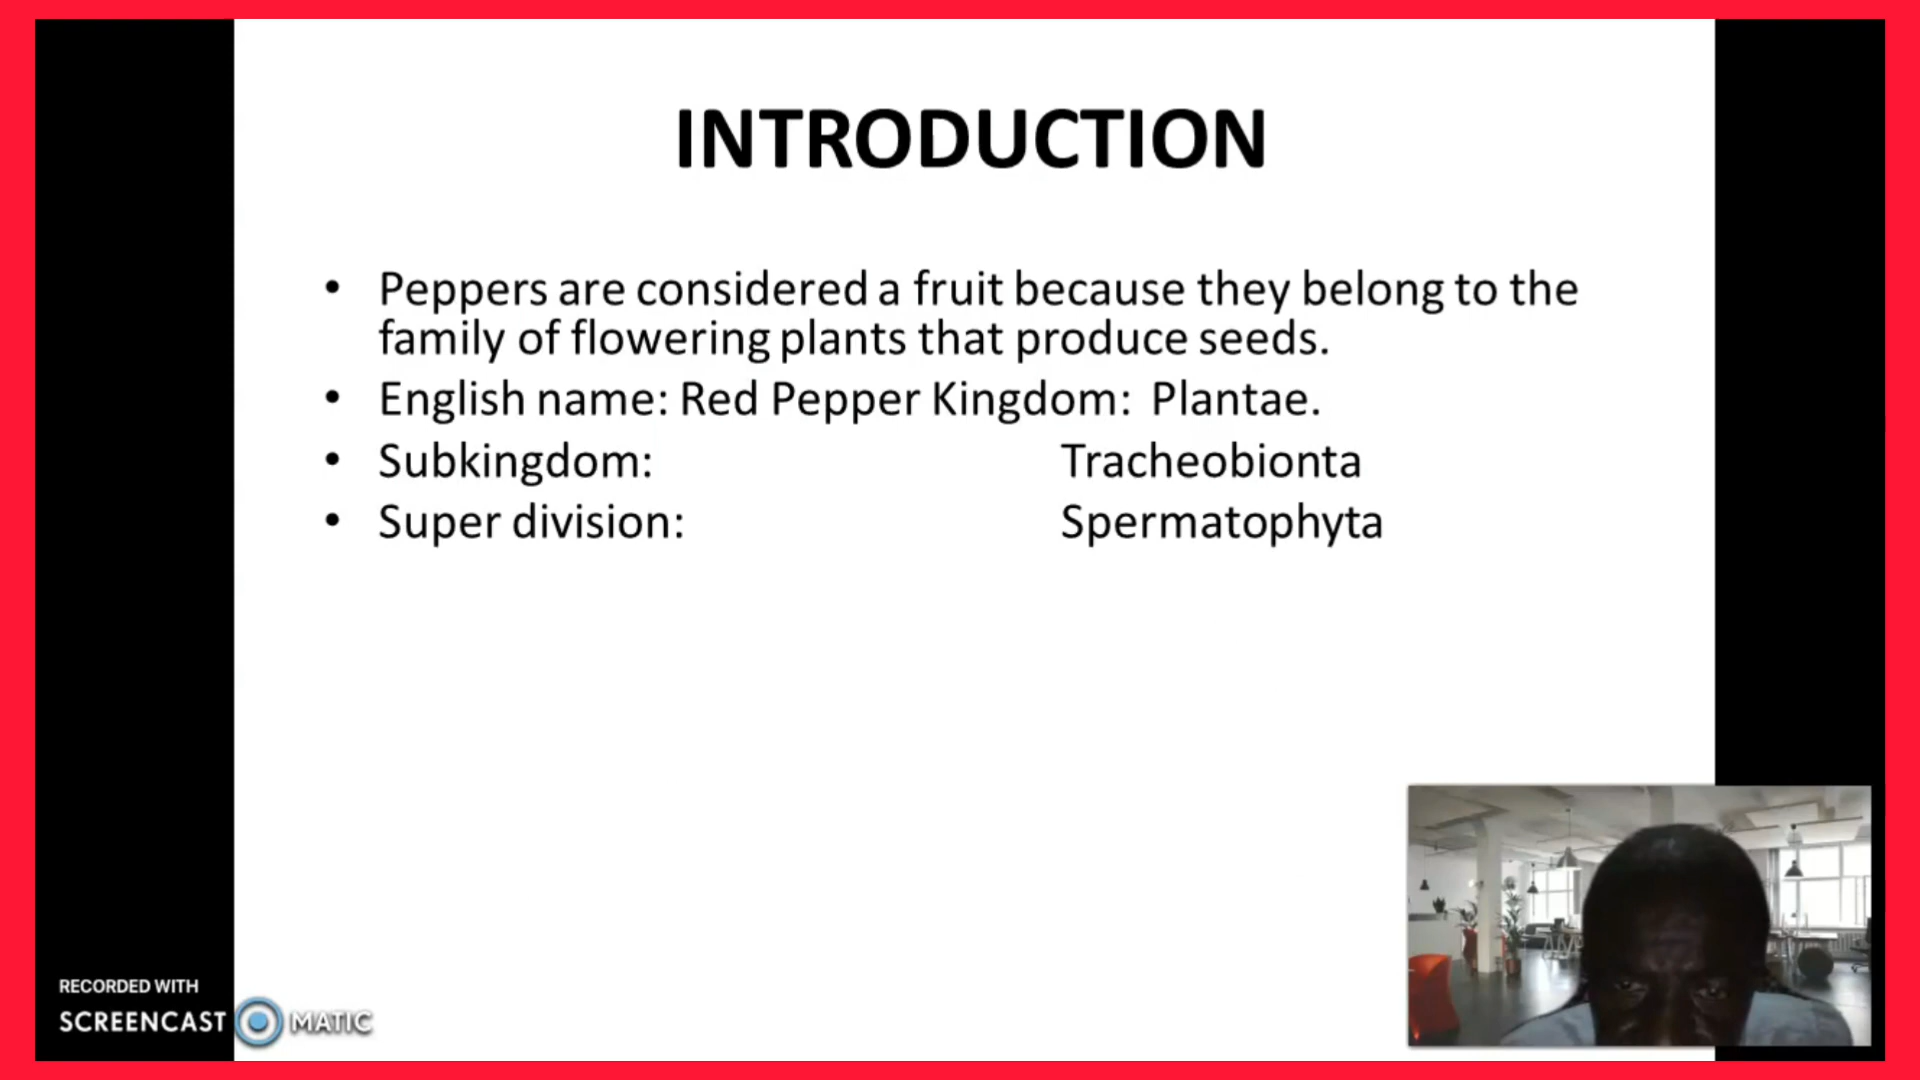 INTRODUCTION
• Peppers are considered a fruit because they belong to the
family of flowering plants that produce seeds.
• English name: Red Pepper Kingdom: Plantae.
• Subkingdom: Tracheobionta
• Super division: Spermatophyta
RECORDED WITH
SCREENCAST MATIC